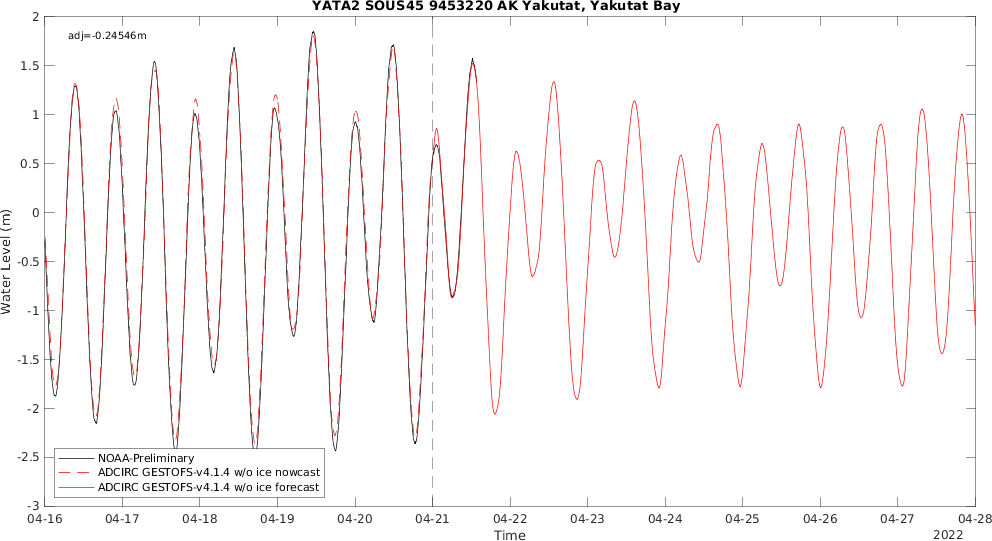 YATA2 SOUS45 9453220 AK Yakutat, Yakutat Bay
adj=-0.24546m
2
1.5
1
0.5
0
-0.5
-1
-1.5
-2
-2.5
-3
Water Level (m)
NOAA-Preliminary
ADCIRC GESTOFS-v4.1.4 w/o ice nowcast
ADCIRC GESTOFS-v4.1.4 w/o ice forecast
04-16 04-17 04-18 04-19 04-20 04-21 04-22 04-23 04-24 04-25 04-26 04-27 04-28
Time
2022